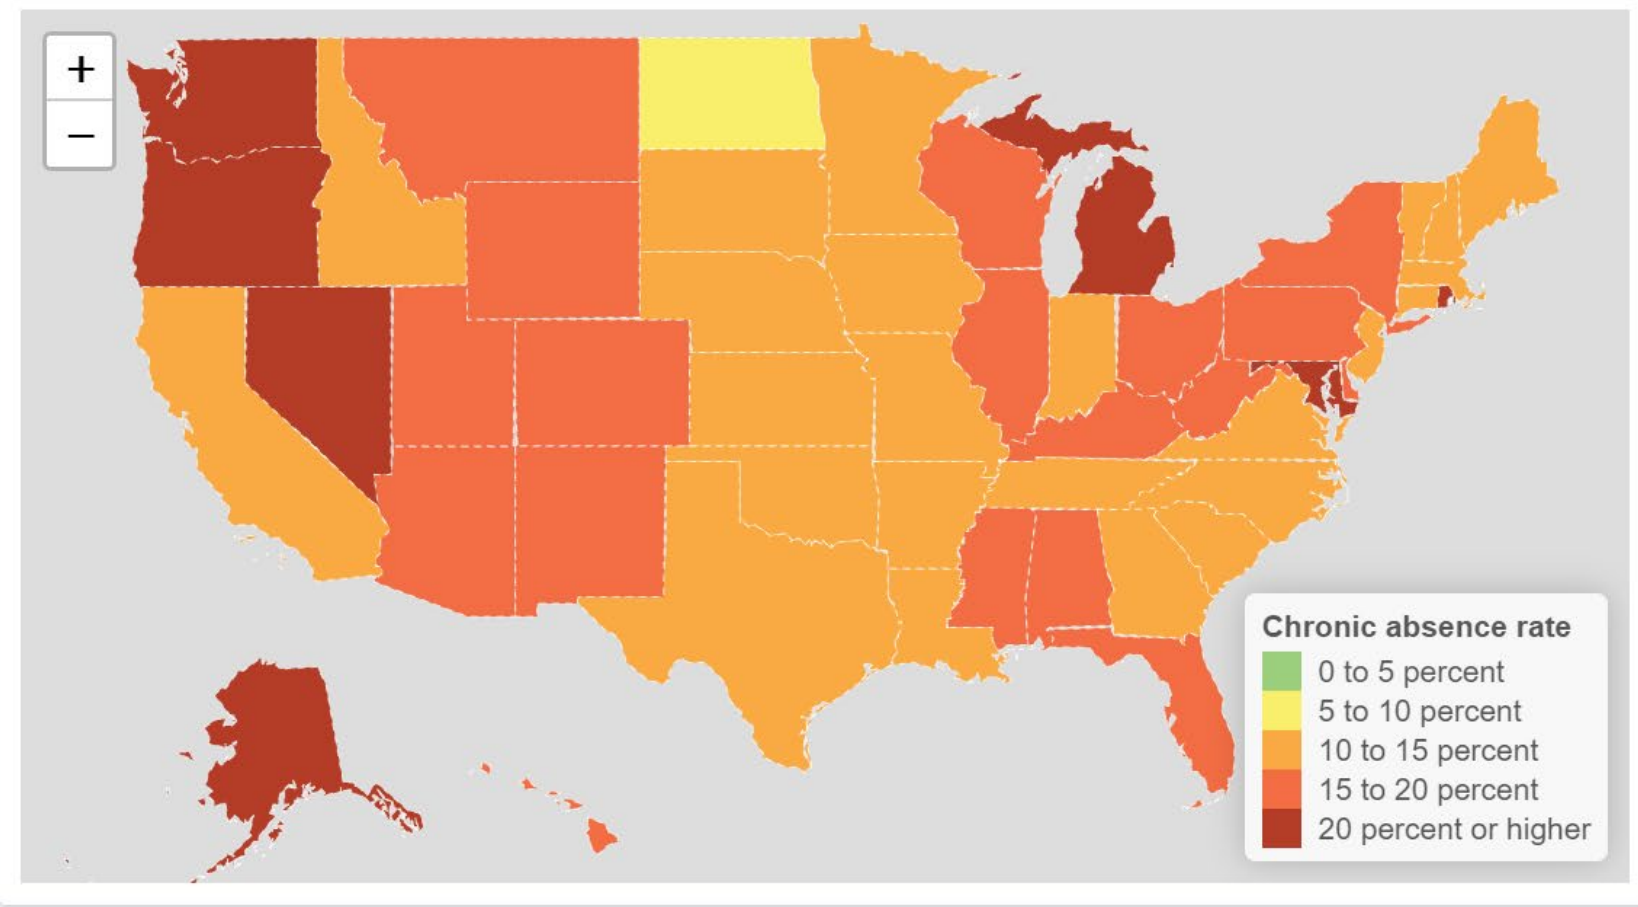 +
−
Chronic absence rate
0 to 5 percent
5 to 10 percent
10 to 15 percent
15 to 20 percent
20 percent or higher